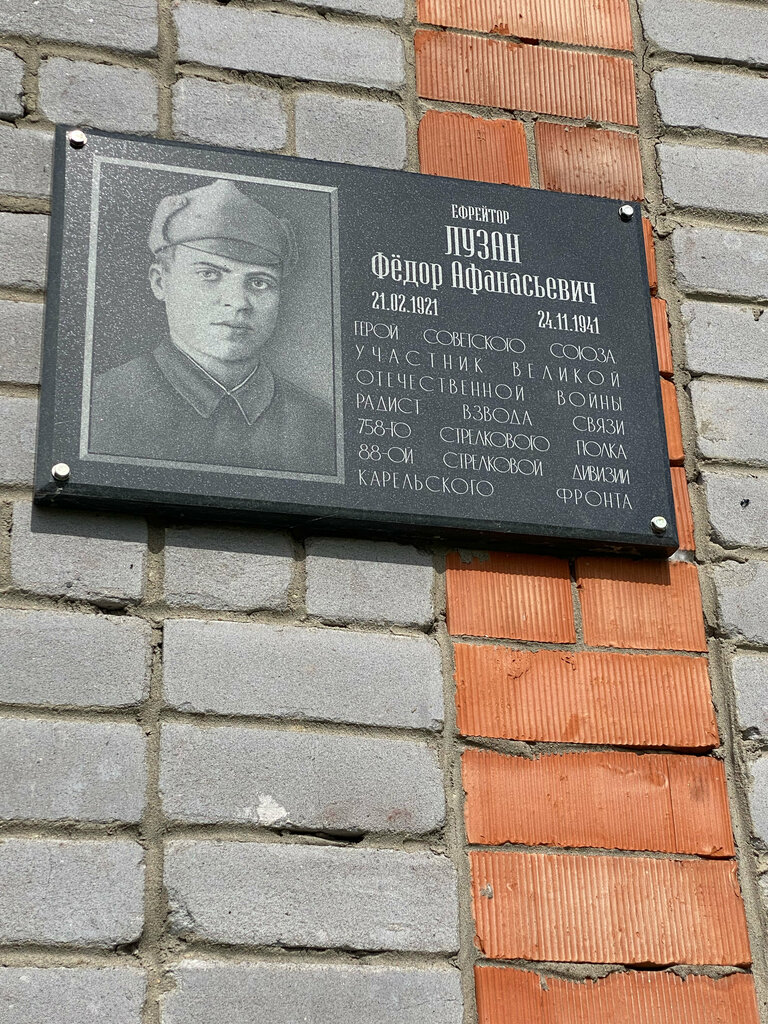 ЕФРЕЙТОР
ЛУЗАН
Фёдор Афанасьевич
21.02.1921 24.11.1941
ГЕРОЙ СОВЕТСКОГО СОЮЗА
УЧАСТНИК ВЕЛИКОЙ
ОТЕЧЕСТВЕННОЙ ВОЙНЫ
РАДИСТ ВЗВОДА СВЯЗИ
758-ГО СТРЕЛКОВОГО ПОЛКА
88-ОЙ СТРЕЛКОВОЙ ДИВИЗИИ
КАРЕЛЬСКОГО ФРОНТА